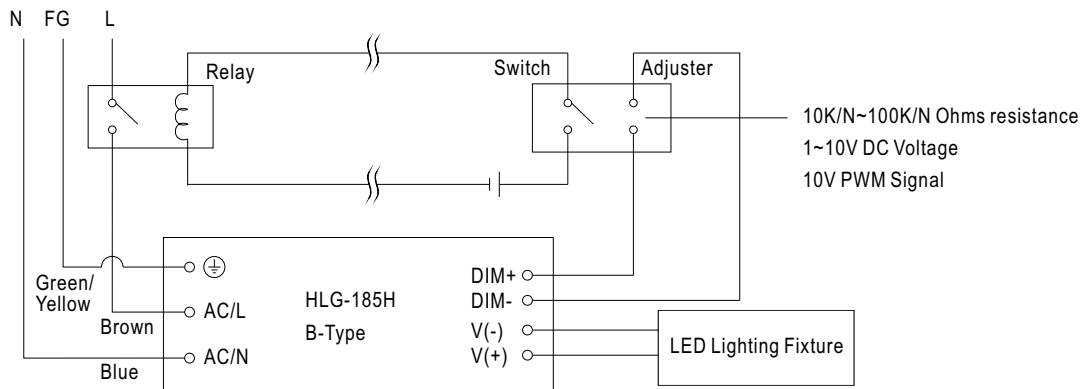 N FG L
Relay
Switch
Adjuster
10K/N~100K/N Ohms resistance
1~10V DC Voltage
10V PWM Signal
Green/
Yellow
Brown
Blue
AC/L
AC/N
HLG-185H
B-Type
DIM+
DIM-
V(-)
V(+)
LED Lighting Fixture